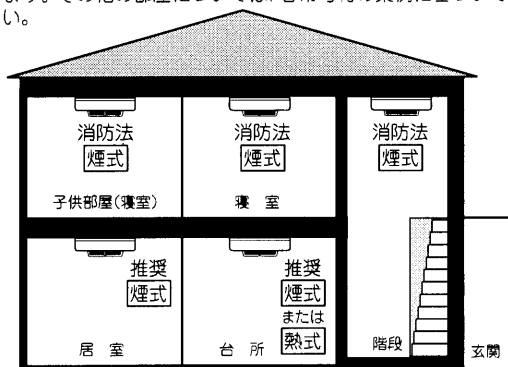 い。
消防法
煙式
子供部屋(寝室)
消防法
煙式
寝 室
消防法
煙式
推奨
煙式
居 室
推奨
煙式
または
熱式
台 所
階段
玄関